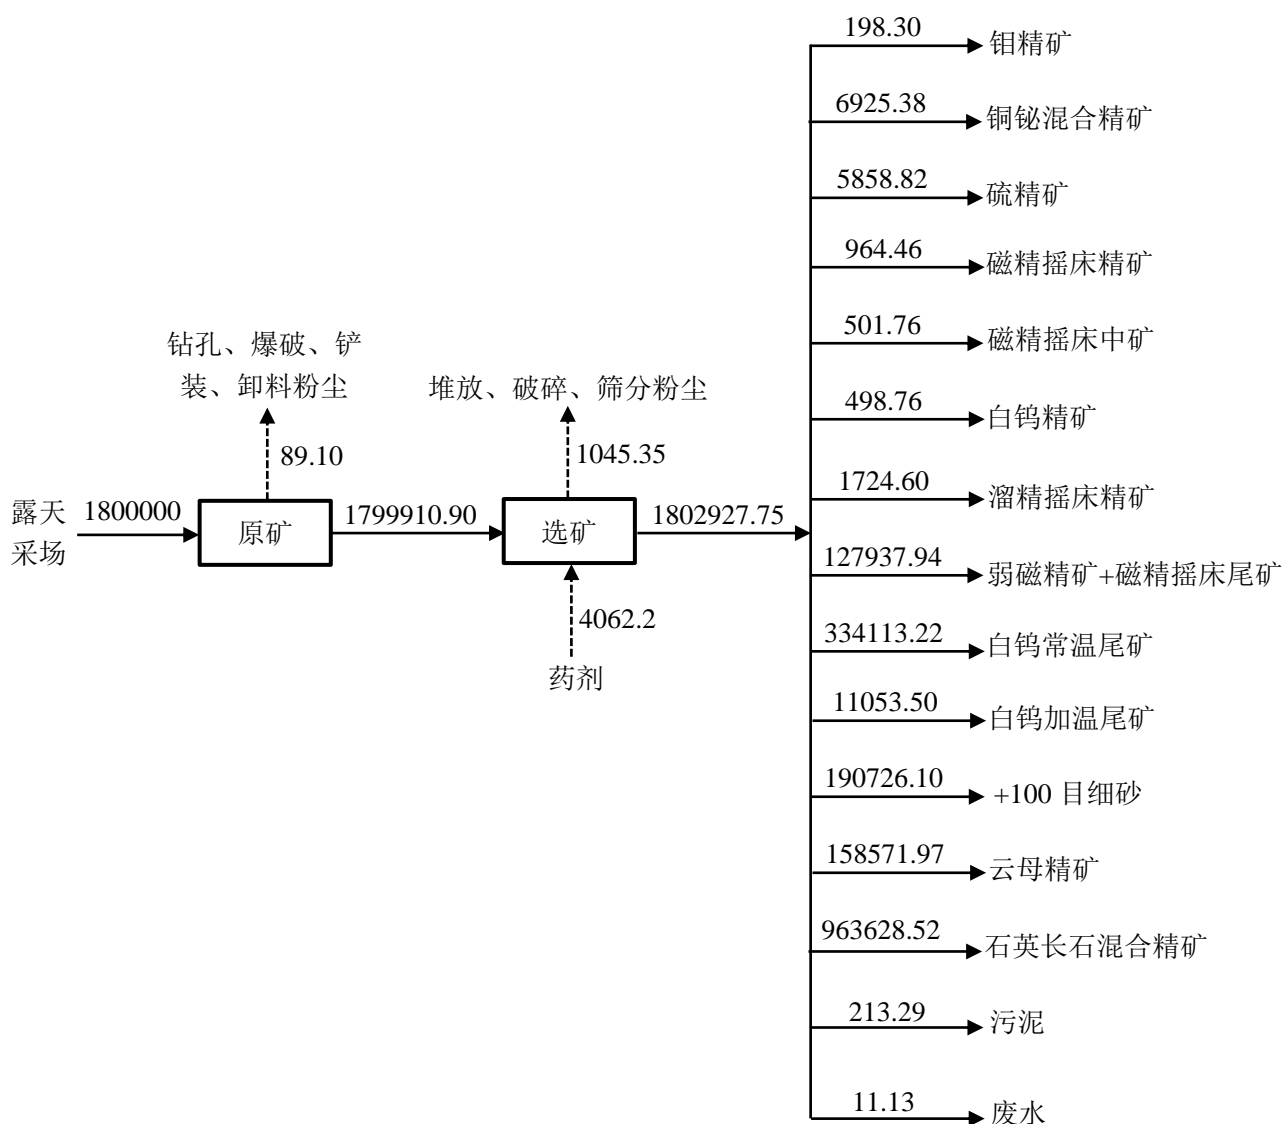 198.30
钼精矿
6925.38
铜铋混合精矿
5858.82
硫精矿
964.46
磁精摇床精矿
501.76
磁精摇床中矿
498.76
白钨精矿
1724.60
溜精摇床精矿
127937.94
弱磁精矿+磁精摇床尾矿
334113.22
白钨常温尾矿
11053.50
白钨加温尾矿
190726.10
+100 目细砂
158571.97
云母精矿
963628.52
石英长石混合精矿
213.29
污泥
11.13
废水
钻孔、爆破、铲
装、卸料粉尘
89.10
堆放、破碎、筛分粉尘
1045.35
露天
采场
1800000
原矿
1799910.90
选矿
1802927.75
4062.2
药剂